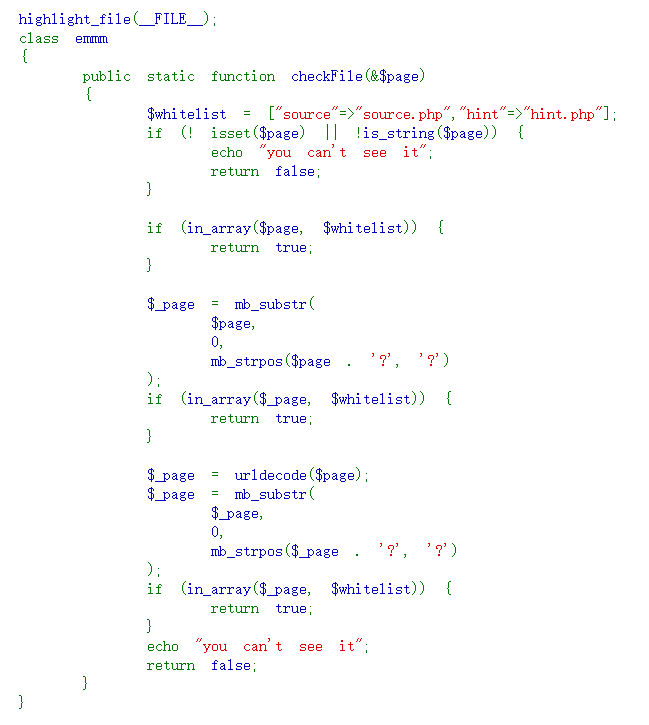 highlight_file(__FILE__);
class emmm
{
public static function checkFile(&$page)
{
$whitelist = ["source"=>"source.php","hint"=>"hint.php"];
if (! isset($page) || !is_string($page)) {
echo "you can't see it";
return false;
}
if (in_array($page, $whitelist)) {
return true;
}
$_page = mb_substr(
$page,
0,
mb_strpos($page . '?', '?')
);
if (in_array($_page, $whitelist)) {
return true;
}
$_page = urldecode($page);
$_page = mb_substr(
$_page,
0,
mb_strpos($_page . '?', '?')
);
if (in_array($_page, $whitelist)) {
return true;
}
echo "you can't see it";
return false;
}
}